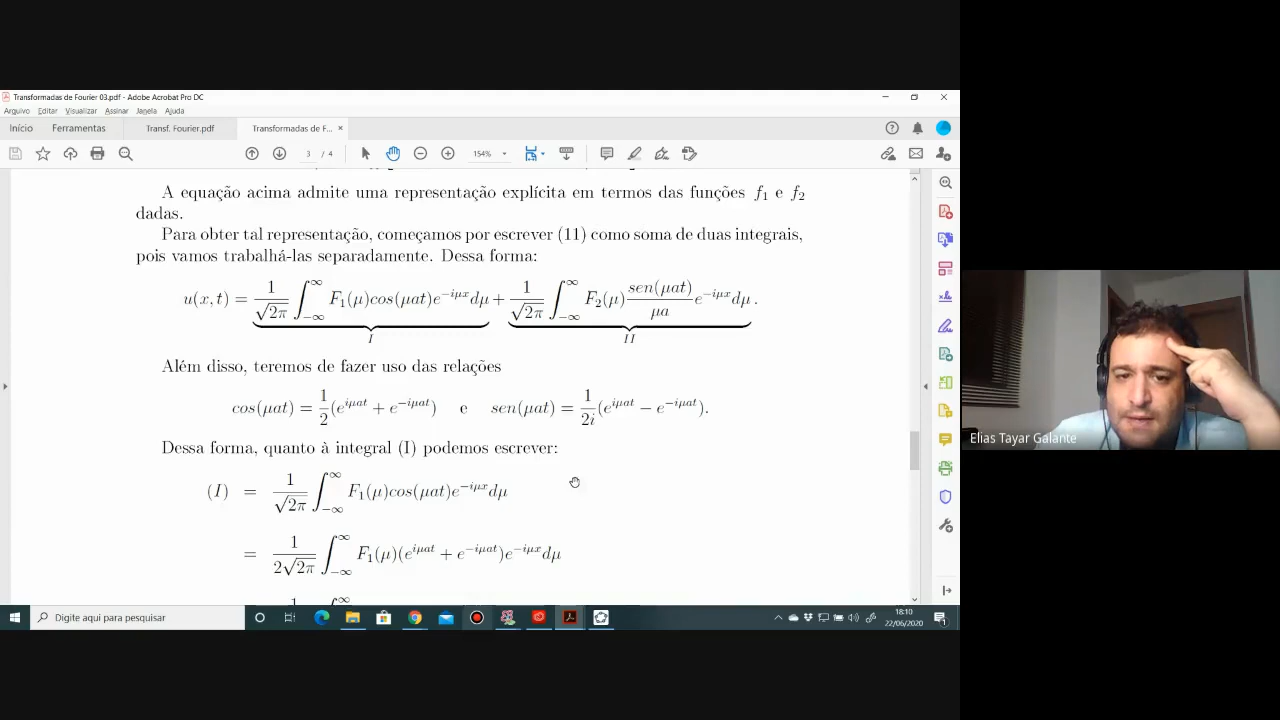 Transformadas de Fourier 03.pdf - Adobe Acrobat Pro DC
Arquivo Editar Visualizar Assinar Janela Ajuda
Início Ferramentas Transf. Fourier.pdf Transformadas de F... ×
3 / 4 154%
A equação acima admite uma representação explícita em termos das funções f₁ e f₂
dadas.
Para obter tal representação, começamos por escrever (11) como soma de duas integrais,
pois vamos trabalhá-las separadamente. Dessa forma:
u(x, t) = 1/√2π ∫_{-∞}^{∞} F₁(μ)cos(μat)e^{-iμx}dμ + 1/√2π ∫_{-∞}^{∞} F₂(μ) sen(μat)/μa e^{-iμx}dμ .
I II
Além disso, teremos de fazer uso das relações
cos(μat) = 1/2(e^{iμat} + e^{-iμat}) e sen(μat) = 1/2i(e^{iμat} − e^{-iμat}).
Dessa forma, quanto à integral (I) podemos escrever:
(I) = 1/√2π ∫_{-∞}^{∞} F₁(μ)cos(μat)e^{-iμx}dμ
= 1/2√2π ∫_{-∞}^{∞} F₁(μ)(e^{iμat} + e^{-iμat})e^{-iμx}dμ
Elias Tayar Galante
Digite aqui para pesquisar
18:10
22/06/2020